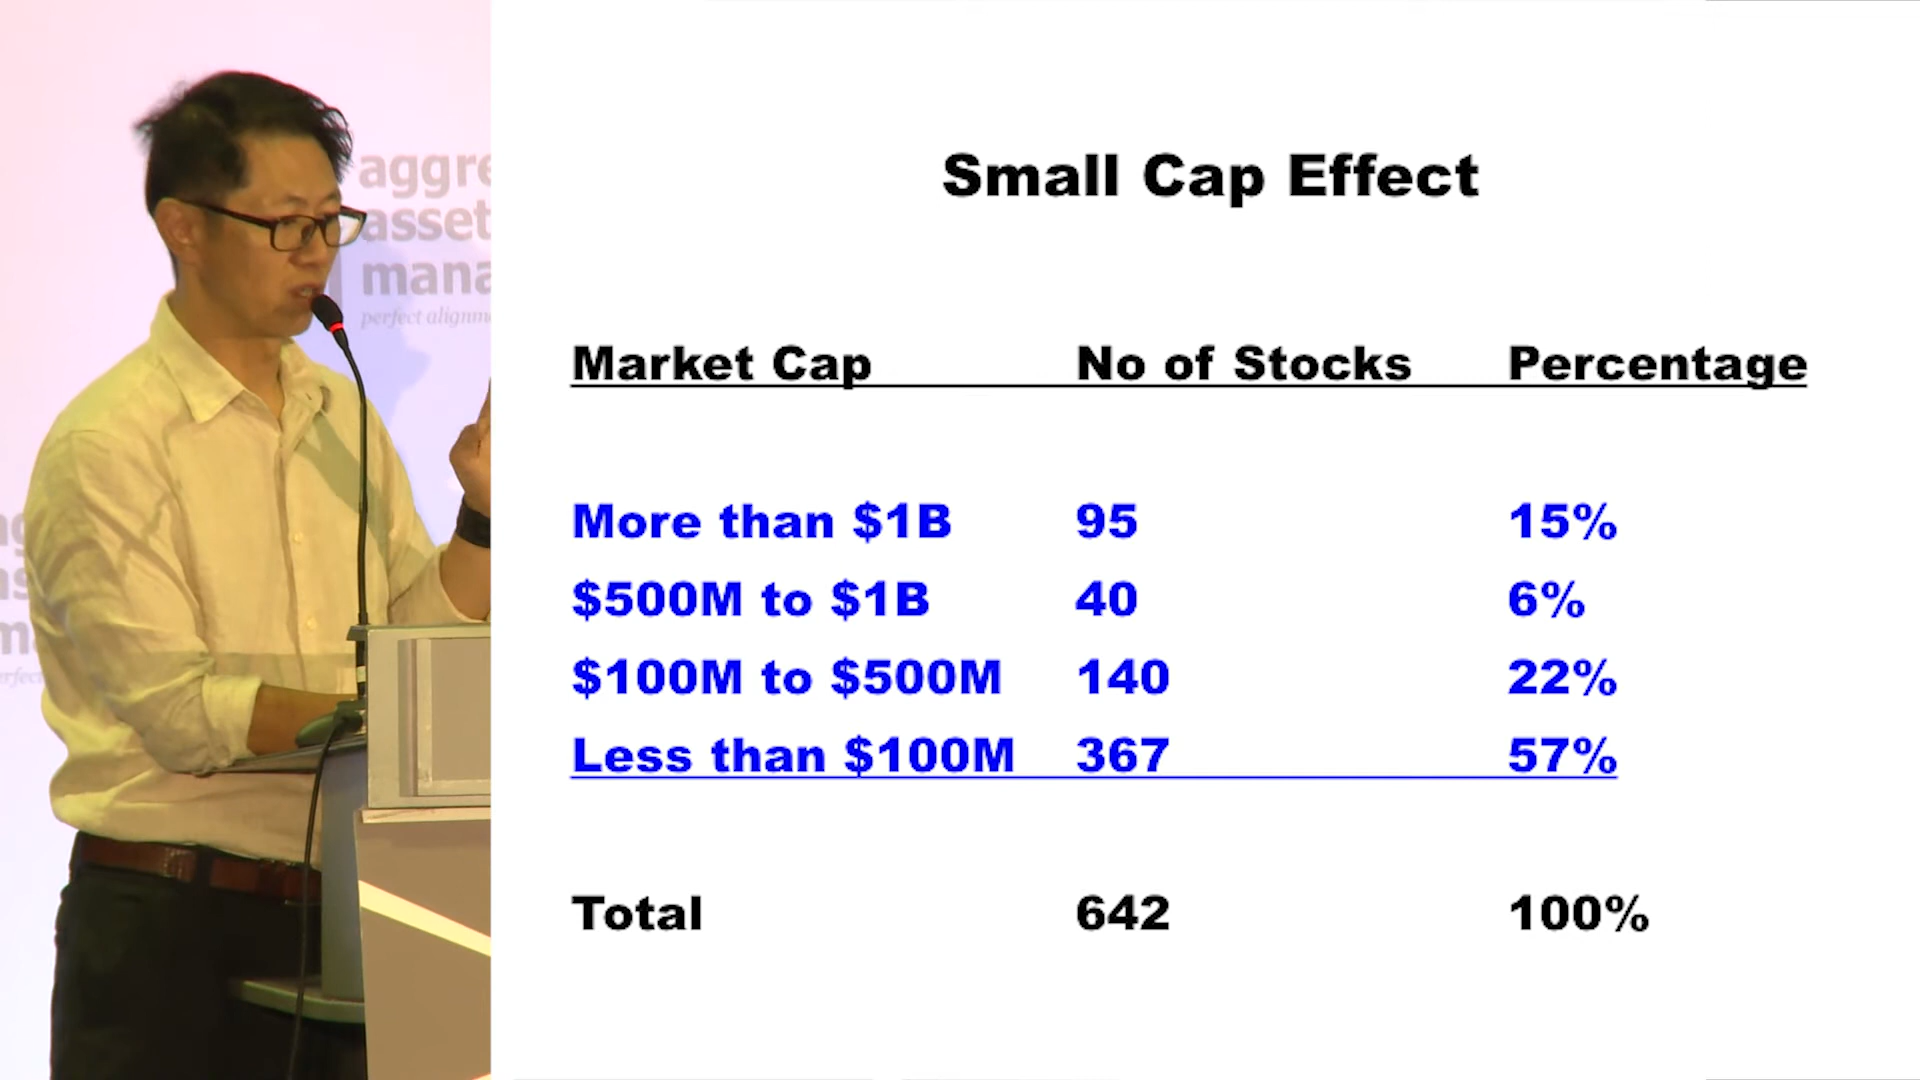 Small Cap Effect
Market Cap No of Stocks Percentage
More than $1B 95 15%
$500M to $1B 40 6%
$100M to $500M 140 22%
Less than $100M 367 57%
Total 642 100%
aggre
asset
mana
perfect alignm